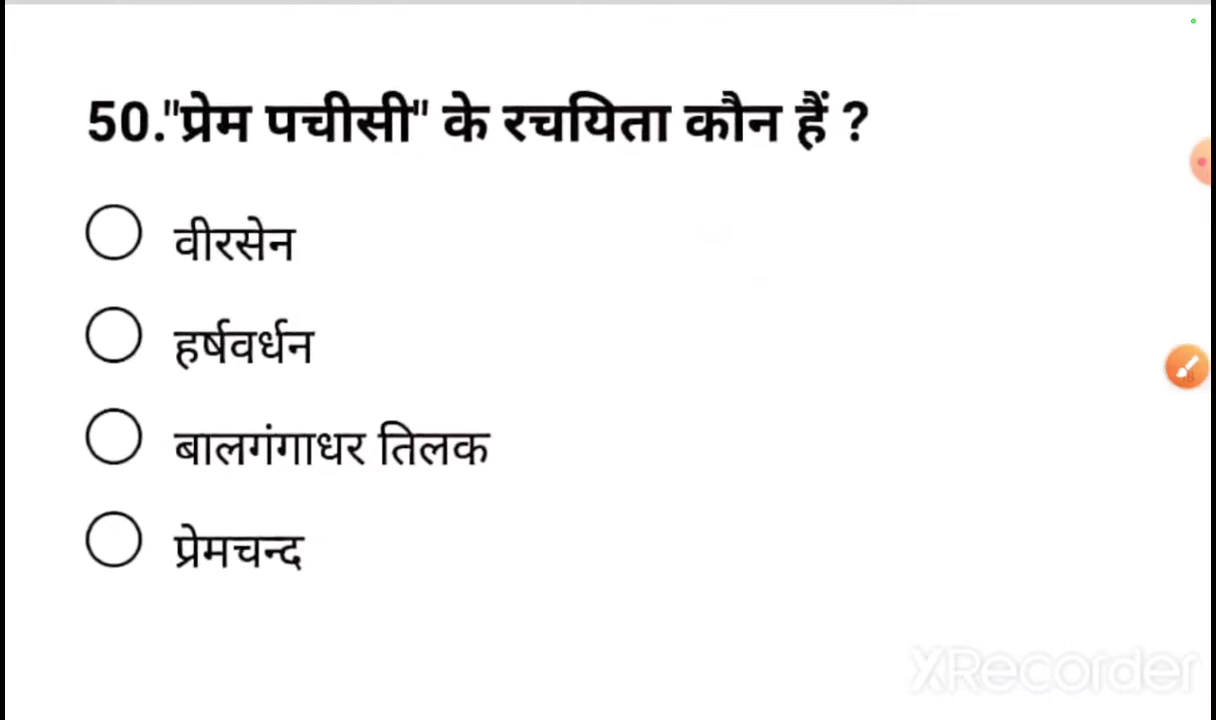 50."प्रेम पचीसी" के रचयिता कौन हैं ?
वीरसेन
हर्षवर्धन
बालगंगाधर तिलक
प्रेमचन्द
XRecorder